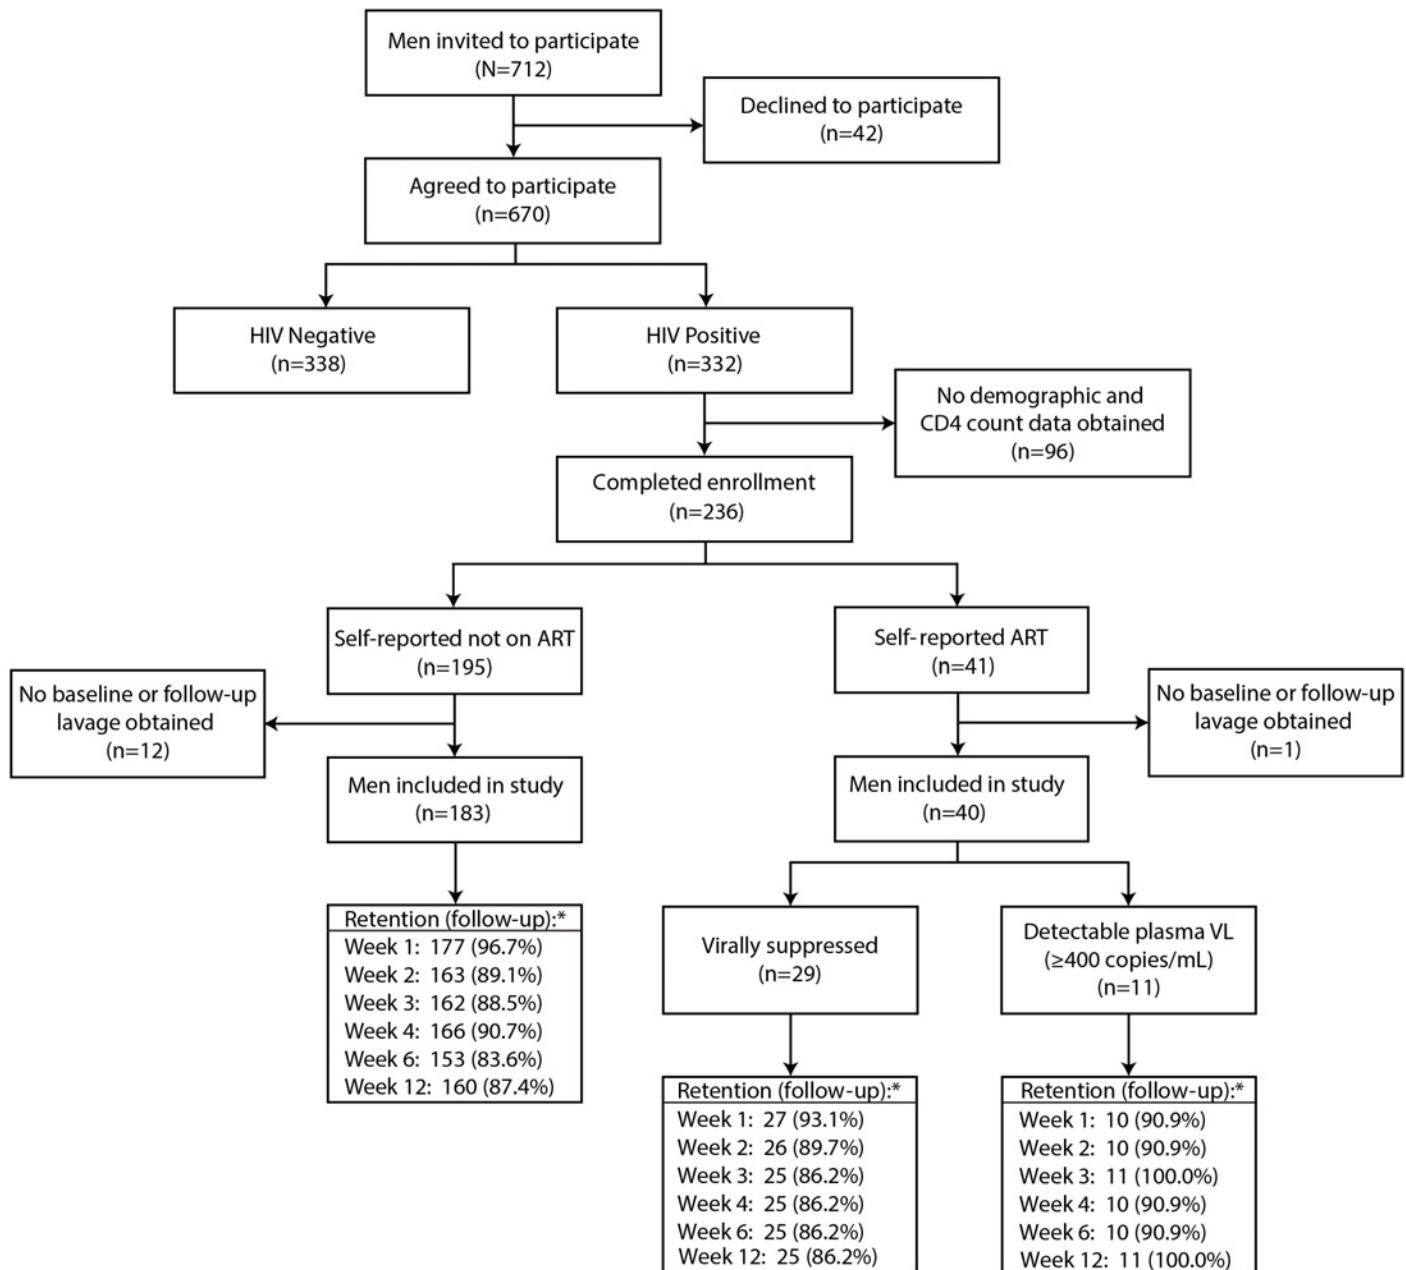 Men invited to participate
(N=712)
Declined to participate
(n=42)
Agreed to participate
(n=670)
HIV Negative
(n=338)
HIV Positive
(n=332)
No demographic and
CD4 count data obtained
(n=96)
Completed enrollment
(n=236)
Self-reported not on ART
(n=195)
Self-reported ART
(n=41)
No baseline or follow-up
lavage obtained
(n=12)
No baseline or follow-up
lavage obtained
(n=1)
Men included in study
(n=183)
Men included in study
(n=40)
Retention (follow-up):*
Week 1: 177 (96.7%)
Week 2: 163 (89.1%)
Week 3: 162 (88.5%)
Week 4: 166 (90.7%)
Week 6: 153 (83.6%)
Week 12: 160 (87.4%)
Virally suppressed
(n=29)
Detectable plasma VL
(≥400 copies/mL)
(n=11)
Retention (follow-up):*
Week 1: 27 (93.1%)
Week 2: 26 (89.7%)
Week 3: 25 (86.2%)
Week 4: 25 (86.2%)
Week 6: 25 (86.2%)
Week 12: 25 (86.2%)
Retention (follow-up):*
Week 1: 10 (90.9%)
Week 2: 10 (90.9%)
Week 3: 11 (100.0%)
Week 4: 10 (90.9%)
Week 6: 10 (90.9%)
Week 12: 11 (100.0%)